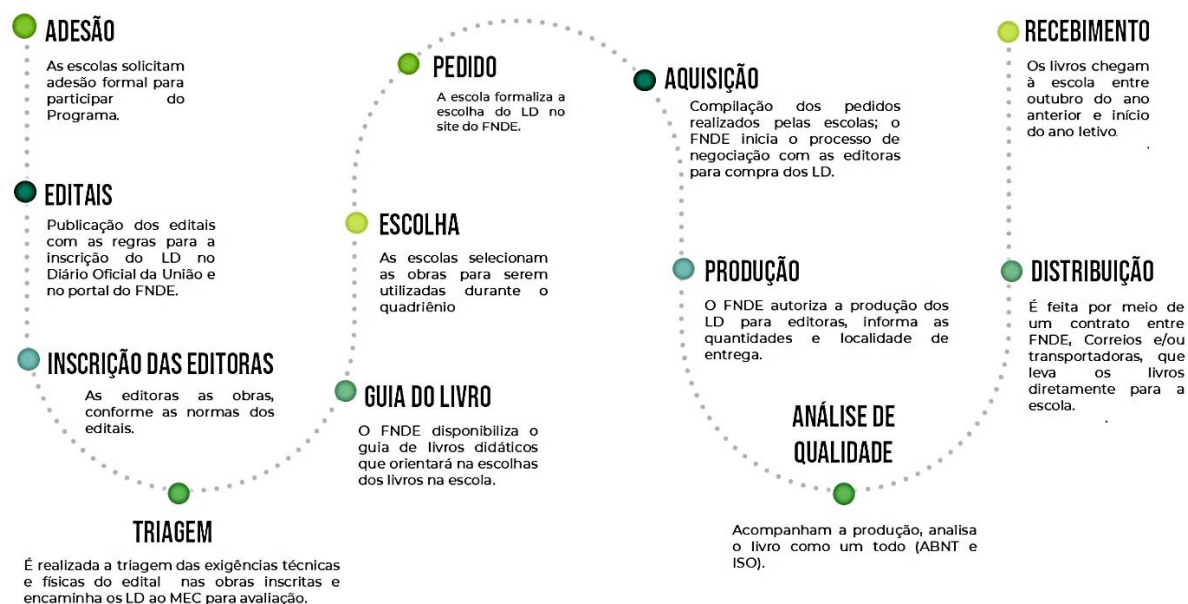 ADESÃO
As escolas solicitam
adesão formal para
participar do
Programa.
EDITAIS
Publicação dos editais
com as regras para a
inscrição do LD no
Diário Oficial da União e
no portal do FNDE.
INSCRIÇÃO DAS EDITORAS
As editoras as obras,
conforme as normas dos
editais.
TRIAGEM
É realizada a triagem das exigências técnicas
e físicas do edital nas obras inscritas e
encaminha os LD ao MEC para avaliação.
GUIA DO LIVRO
O FNDE disponibiliza o
guia de livros didáticos
que orientará na escolhas
dos livros na escola.
ESCOLHA
As escolas selecionam
as obras para serem
utilizadas durante o
quadriênio
PEDIDO
A escola formaliza a
escolha do LD no
site do FNDE.
AQUISIÇÃO
Compilação dos pedidos
realizados pelas escolas; o
FNDE inicia o processo de
negociação com as editoras
para compra dos LD.
PRODUÇÃO
O FNDE autoriza a produção dos
LD para editoras, informa as
quantidades e localidade de
entrega.
ANÁLISE DE
QUALIDADE
Acompanham a produção, analisa
o livro como um todo (ABNT e
ISO).
DISTRIBUIÇÃO
É feita por meio de
um contrato entre
FNDE, Correios e/ou
transportadoras, que
leva os livros
diretamente para a
escola.
RECEBIMENTO
Os livros chegam
à escola entre
outubro do ano
anterior e início
do ano letivo.